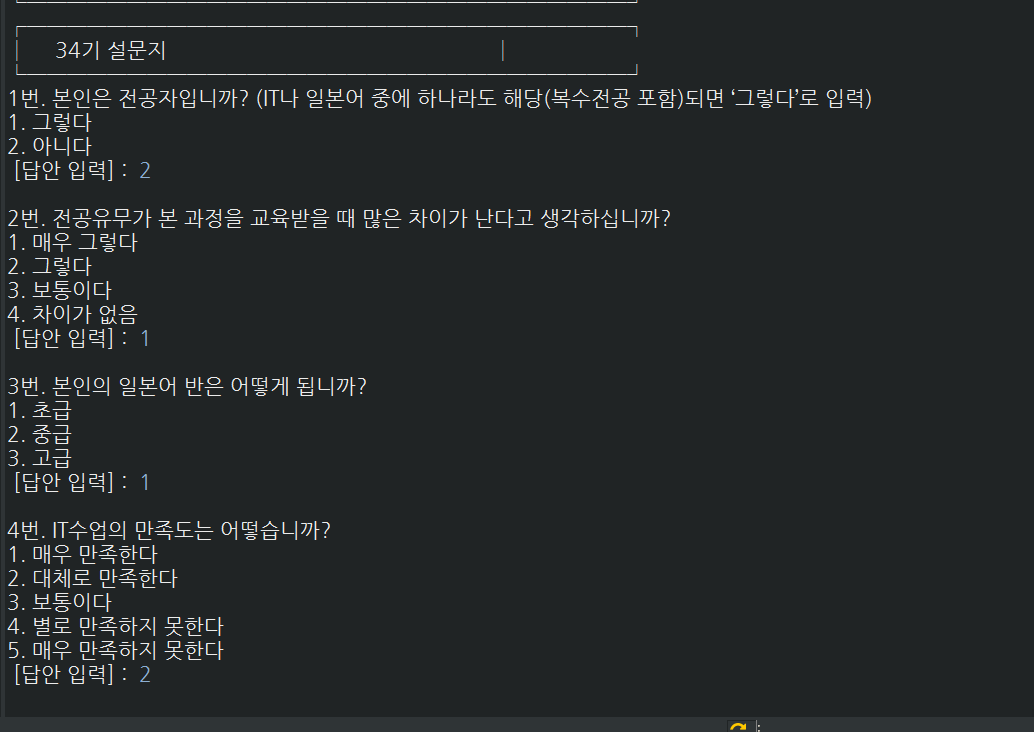 34기 설문지
1번. 본인은 전공자입니까? (IT나 일본어 중에 하나라도 해당(복수전공 포함)되면 ‘그렇다’로 입력)
1. 그렇다
2. 아니다
[답안 입력] : 2
2번. 전공유무가 본 과정을 교육받을 때 많은 차이가 난다고 생각하십니까?
1. 매우 그렇다
2. 그렇다
3. 보통이다
4. 차이가 없음
[답안 입력] : 1
3번. 본인의 일본어 반은 어떻게 됩니까?
1. 초급
2. 중급
3. 고급
[답안 입력] : 1
4번. IT수업의 만족도는 어떻습니까?
1. 매우 만족한다
2. 대체로 만족한다
3. 보통이다
4. 별로 만족하지 못한다
5. 매우 만족하지 못한다
[답안 입력] : 2